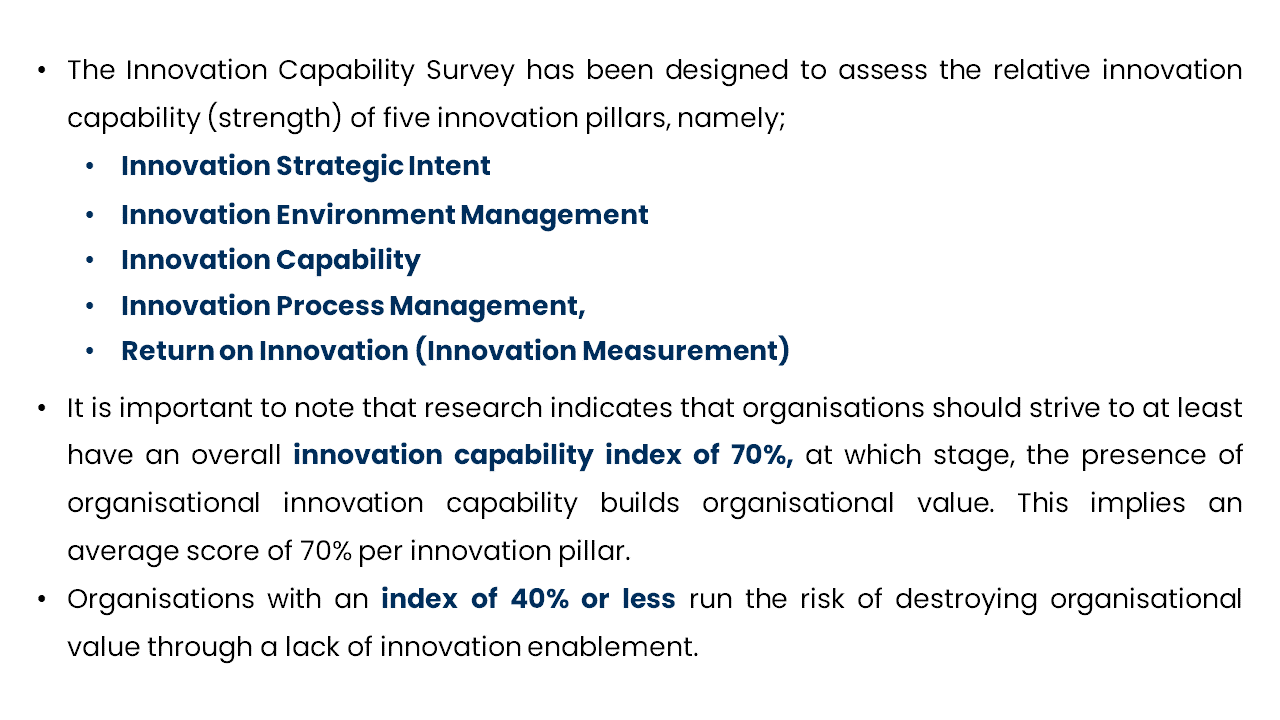 • The Innovation Capability Survey has been designed to assess the relative innovation
capability (strength) of five innovation pillars, namely;
• Innovation Strategic Intent
• Innovation Environment Management
• Innovation Capability
• Innovation Process Management,
• Return on Innovation (Innovation Measurement)
• It is important to note that research indicates that organisations should strive to at least
have an overall innovation capability index of 70%, at which stage, the presence of
organisational innovation capability builds organisational value. This implies an
average score of 70% per innovation pillar.
• Organisations with an index of 40% or less run the risk of destroying organisational
value through a lack of innovation enablement.